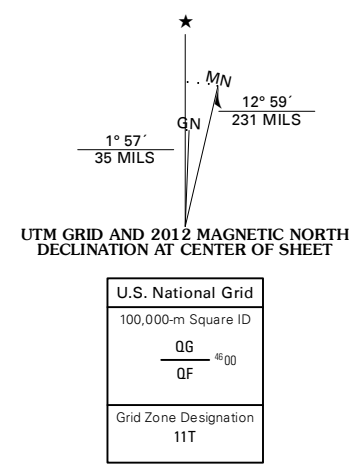 ★
MN
GN
12° 59´
231 MILS
1° 57´
35 MILS
UTM GRID AND 2012 MAGNETIC NORTH
DECLINATION AT CENTER OF SHEET
U.S. National Grid
100,000-m Square ID
QG
4600
QF
Grid Zone Designation
11T